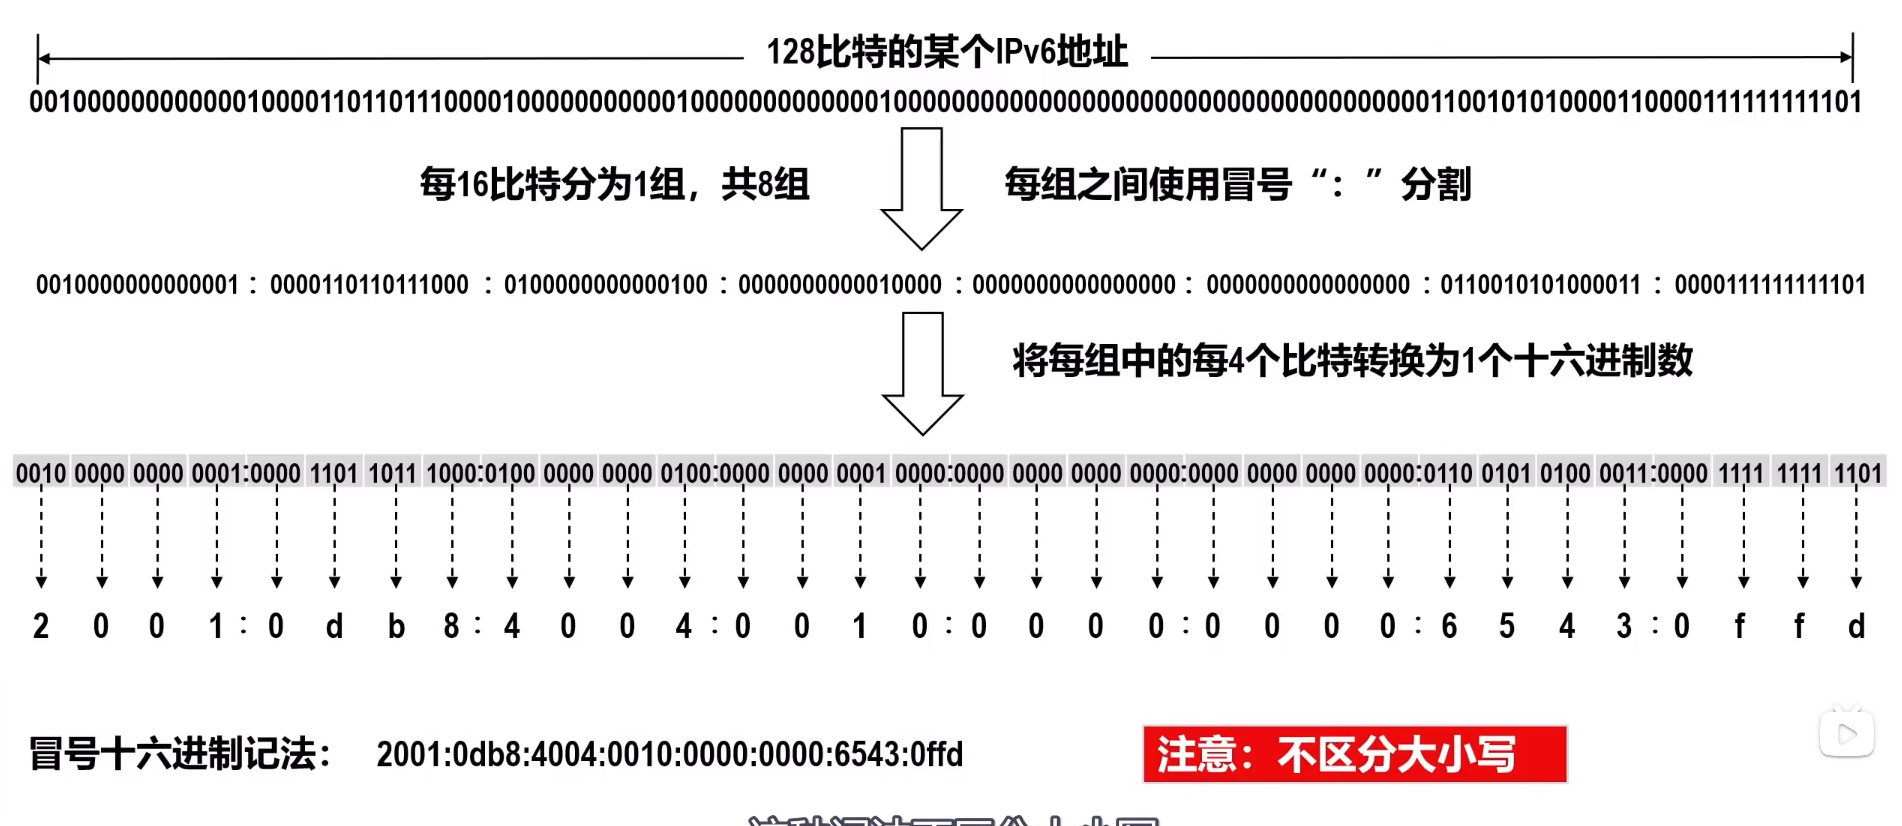 128比特的某个IPv6地址
00100000000000010000110110111000010000000000010000000000000100000000000000000000000000000000000001100101010000110000111111111101
每16比特分为1组，共8组
每组之间使用冒号“：”分割
0010000000000001 : 0000110110111000 : 0100000000000100 : 0000000000010000 : 0000000000000000 : 0000000000000000 : 0110010101000011 : 0000111111111101
将每组中的每4个比特转换为1个十六进制数
0010 0000 0000 0001:0000 1101 1011 1000:0100 0000 0000 0100:0000 0000 0001 0000:0000 0000 0000 0000:0000 0000 0000 0000:0110 0101 0100 0011:0000 1111 1111 1101
2 0 0 1 : 0 d b 8 : 4 0 0 4 : 0 0 1 0 : 0 0 0 0 : 0 0 0 0 : 6 5 4 3 : 0 f f d
冒号十六进制记法： 2001:0db8:4004:0010:0000:0000:6543:0ffd
注意：不区分大小写